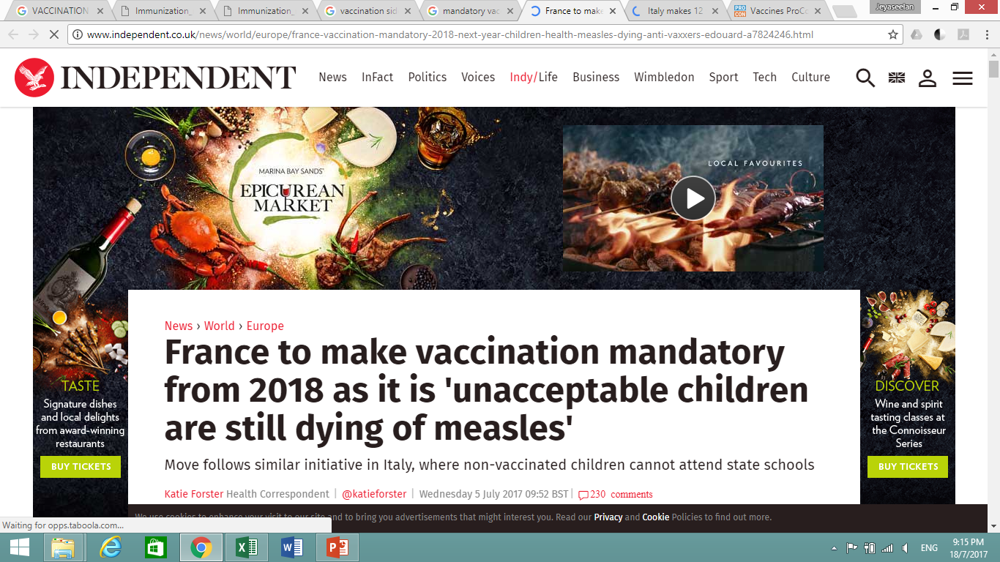 VACCINATION
Immunization_
Immunization_
vaccination sid
mandatory vac
France to make
Italy makes 12
PRO CON Vaccines ProCo
Jeyaseelan
www.independent.co.uk/news/world/europe/france-vaccination-mandatory-2018-next-year-children-health-measles-dying-anti-vaxxers-edouard-a7824246.html
INDEPENDENT
News InFact Politics Voices Indy/Life Business Wimbledon Sport Tech Culture
MARINA BAY SANDS'
EPICUREAN
MARKET
LOCAL FAVOURITES
TASTE
Signature dishes
and local delights
from award-winning
restaurants
BUY TICKETS
News › World › Europe
France to make vaccination mandatory
from 2018 as it is 'unacceptable children
are still dying of measles'
Move follows similar initiative in Italy, where non-vaccinated children cannot attend state schools
Katie Forster Health Correspondent | @katieforster | Wednesday 5 July 2017 09:52 BST | 230 comments
DISCOVER
Wine and spirit
tasting classes at
the Connoisseur
Series
BUY TICKETS
We use cookies to enhance your visit to our site and to bring you advertisements that might interest you. Read our Privacy and Cookie Policies to find out more.
Waiting for opps.taboola.com...
ENG
9:15 PM
18/7/2017